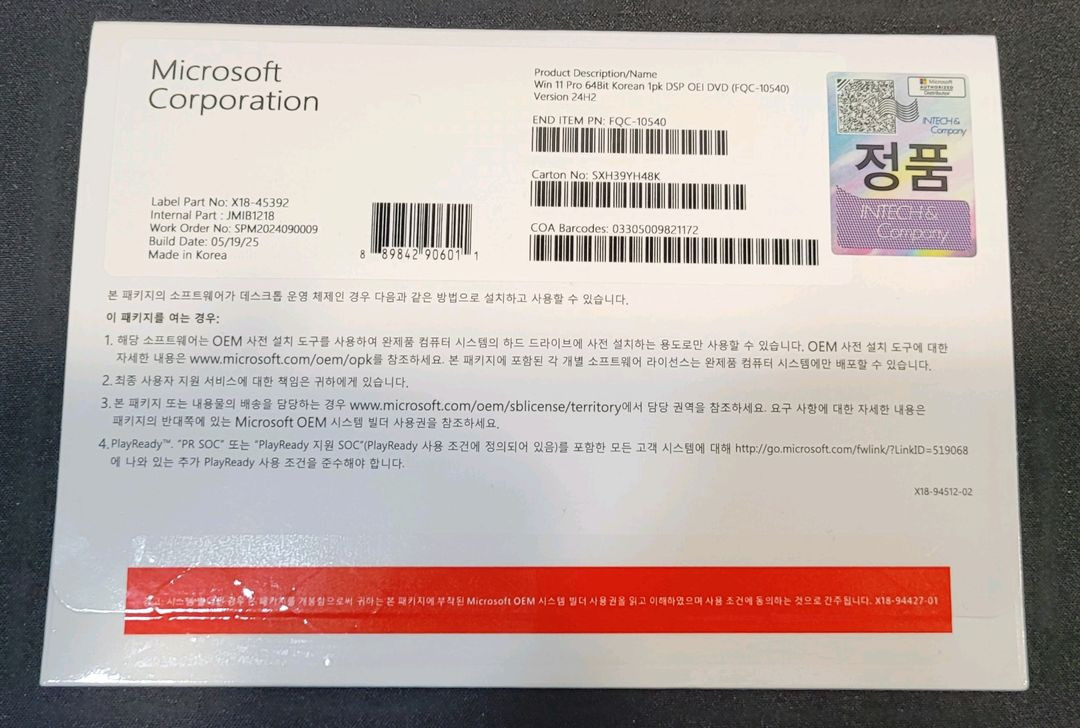 Microsoft
Corporation
Product Description/Name
Win 11 Pro 64Bit Korean 1pk DSP OEI DVD (FQC-10540)
Version 24H2
END ITEM PN: FQC-10540
Carton No: SXH39YH48K
COA Barcodes: 03305009821172
Label Part No: X18-45392
Internal Part : JMIB1218
Work Order No: SPM2024090009
Build Date: 05/19/25
Made in Korea
8 89842 90601 1
Microsoft
AUTHORIZED
Distributor
INTECH &
Company
정품
INTECH &
Company
본 패키지의 소프트웨어가 데스크톱 운영 체제인 경우 다음과 같은 방법으로 설치하고 사용할 수 있습니다.
이 패키지를 여는 경우:
1. 해당 소프트웨어는 OEM 사전 설치 도구를 사용하여 완제품 컴퓨터 시스템의 하드 드라이브에 사전 설치하는 용도로만 사용할 수 있습니다. OEM 사전 설치 도구에 대한
자세한 내용은 www.microsoft.com/oem/opk를 참조하세요. 본 패키지에 포함된 각 개별 소프트웨어 라이선스는 완제품 컴퓨터 시스템에만 배포할 수 있습니다.
2. 최종 사용자 지원 서비스에 대한 책임은 귀하에게 있습니다.
3. 본 패키지 또는 내용물의 배송을 담당하는 경우 www.microsoft.com/oem/sblicense/territory에서 담당 권역을 참조하세요. 요구 사항에 대한 자세한 내용은
패키지의 반대쪽에 있는 Microsoft OEM 시스템 빌더 사용권을 참조하세요.
4. PlayReady™. “PR SOC” 또는 “PlayReady 지원 SOC”(PlayReady 사용 조건에 정의되어 있음)를 포함한 모든 고객 시스템에 대해 http://go.microsoft.com/fwlink/?LinkID=519068
에 나와 있는 추가 PlayReady 사용 조건을 준수해야 합니다.
X18-94512-02
경고: 시스템 빌더의 경우 본 패키지를 개봉함으로써 귀하는 본 패키지에 부착된 Microsoft OEM 시스템 빌더 사용권을 읽고 이해하였으며 사용 조건에 동의하는 것으로 간주됩니다. X18-94427-01